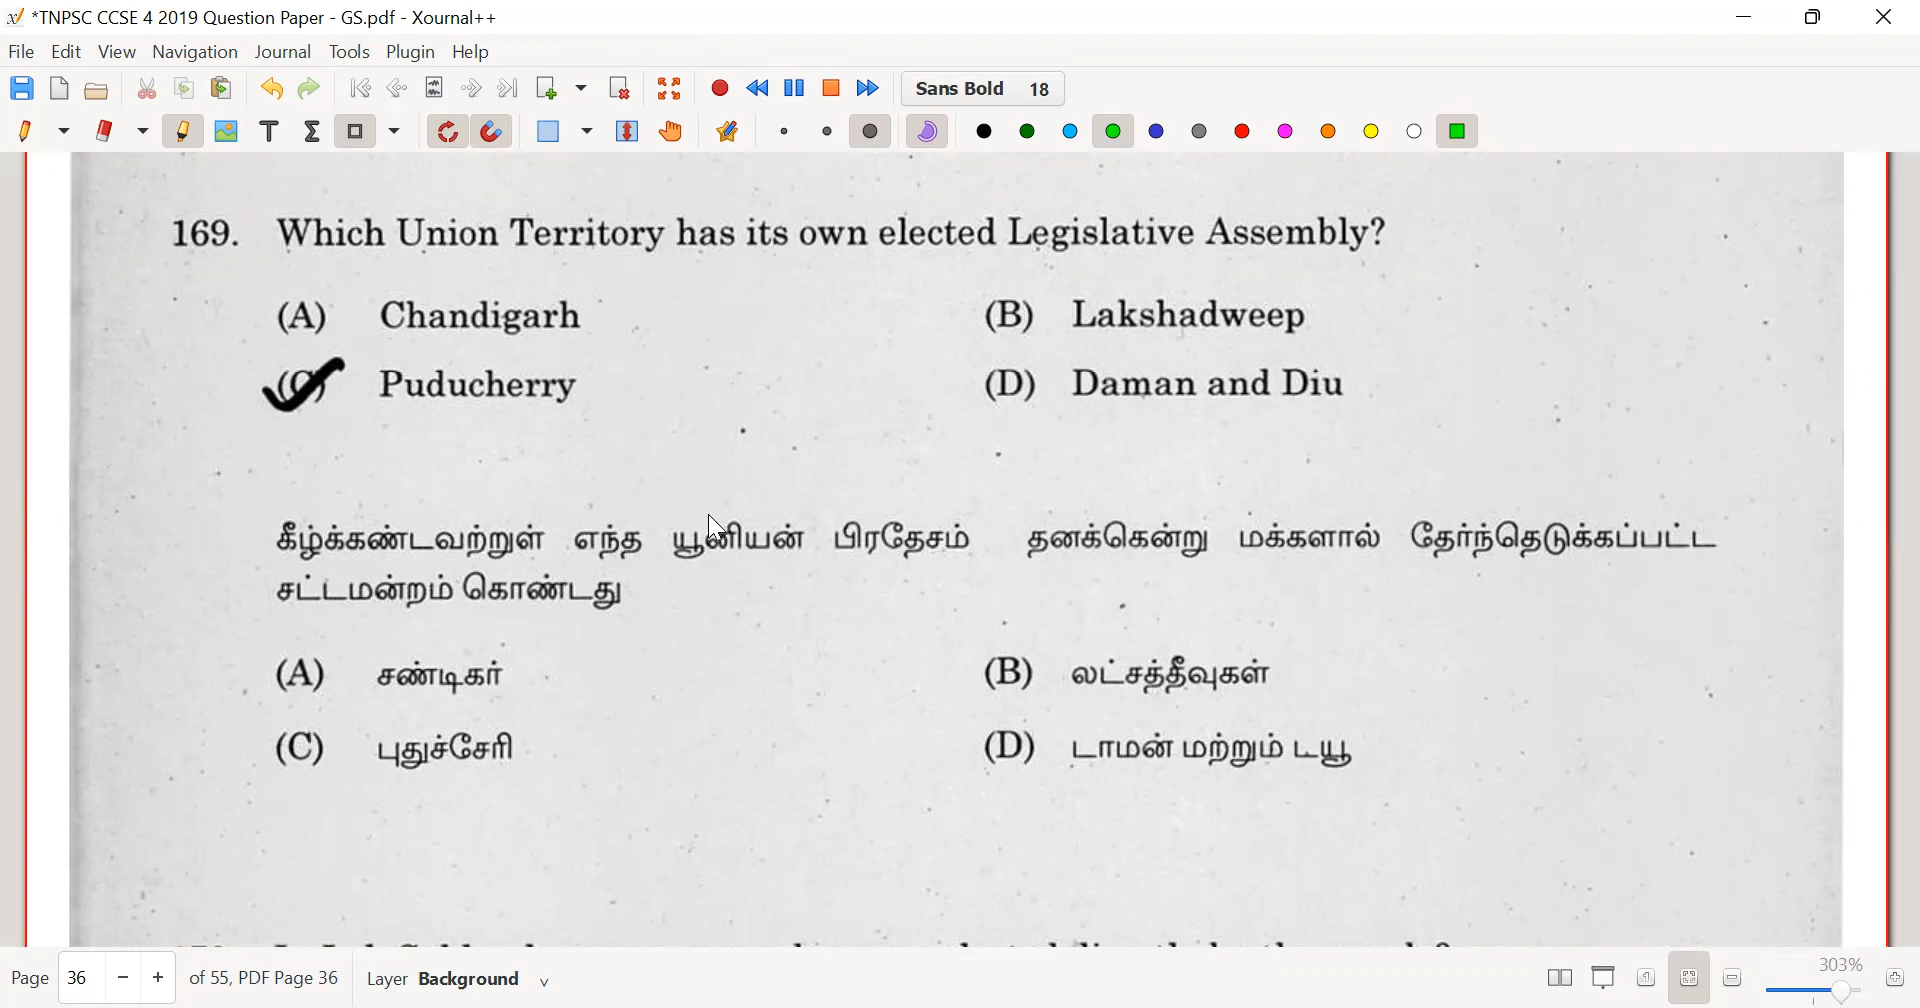 *TNPSC CCSE 4 2019 Question Paper - GS.pdf - Xournal++
File Edit View Navigation Journal Tools Plugin Help
Sans Bold 18
169. Which Union Territory has its own elected Legislative Assembly?
(A) Chandigarh (B) Lakshadweep
(C) Puducherry (D) Daman and Diu
கீழ்க்கண்டவற்றுள் எந்த யூனியன் பிரதேசம் தனக்கென்று மக்களால் தேர்ந்தெடுக்கப்பட்ட
சட்டமன்றம் கொண்டது
(A) சண்டிகர் (B) லட்சத்தீவுகள்
(C) புதுச்சேரி (D) டாமன் மற்றும் டயூ
Page 36 - + of 55, PDF Page 36 Layer Background 303%